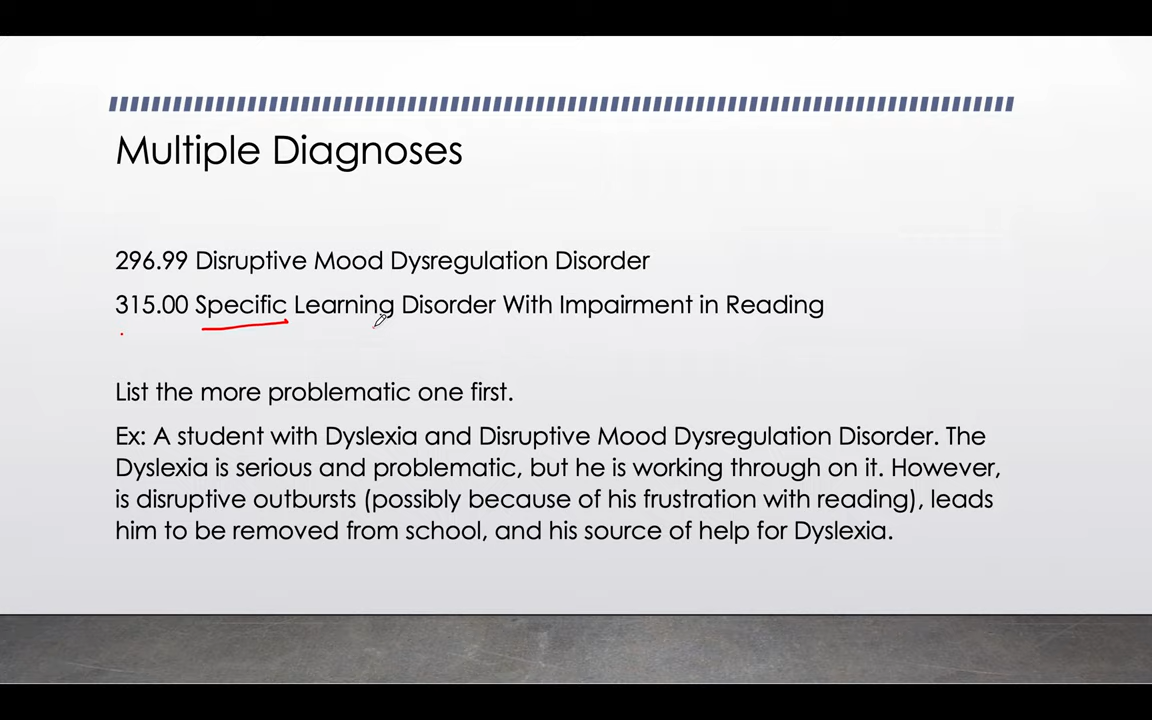 Multiple Diagnoses
296.99 Disruptive Mood Dysregulation Disorder
315.00 Specific Learning Disorder With Impairment in Reading
List the more problematic one first.
Ex: A student with Dyslexia and Disruptive Mood Dysregulation Disorder. The
Dyslexia is serious and problematic, but he is working through on it. However,
is disruptive outbursts (possibly because of his frustration with reading), leads
him to be removed from school, and his source of help for Dyslexia.